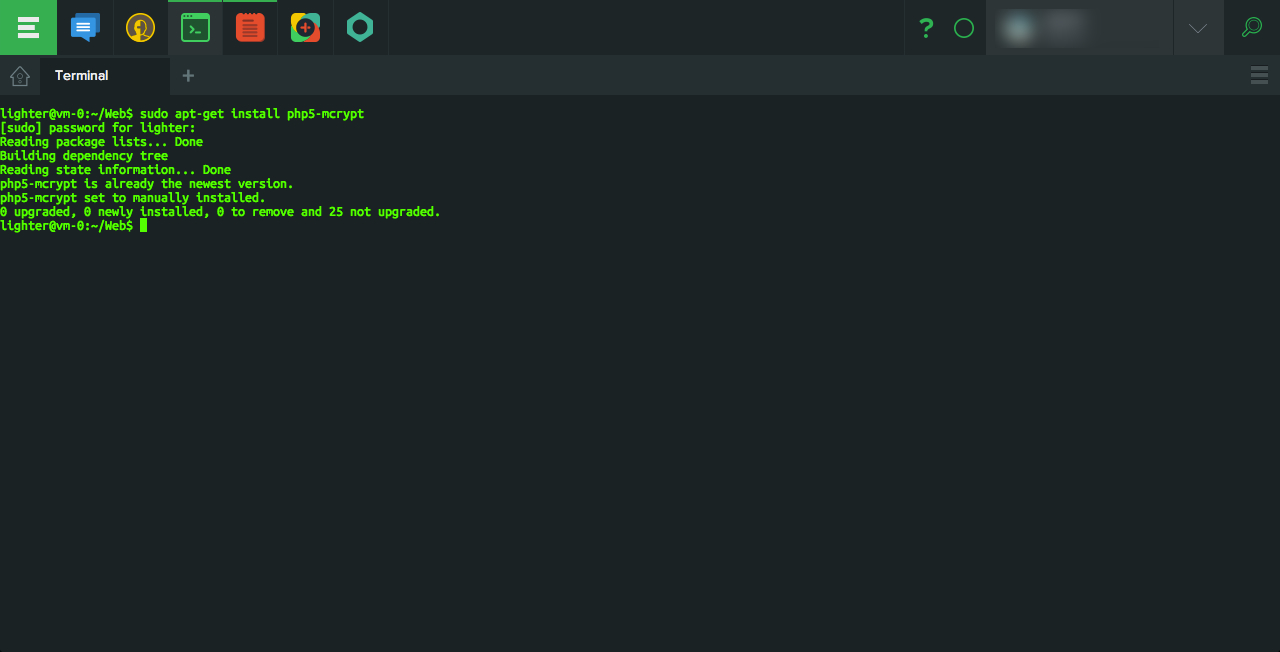 ?
Terminal
+
lighter@vm-0:~/Web$ sudo apt-get install php5-mcrypt
[sudo] password for lighter:
Reading package lists... Done
Building dependency tree
Reading state information... Done
php5-mcrypt is already the newest version.
php5-mcrypt set to manually installed.
0 upgraded, 0 newly installed, 0 to remove and 25 not upgraded.
lighter@vm-0:~/Web$